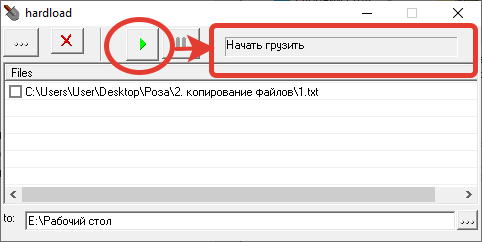 hardload
...
Начать грузить
Files
C:\Users\User\Desktop\Роза\2. копирование файлов\1.txt
to: E:\Рабочий стол ...